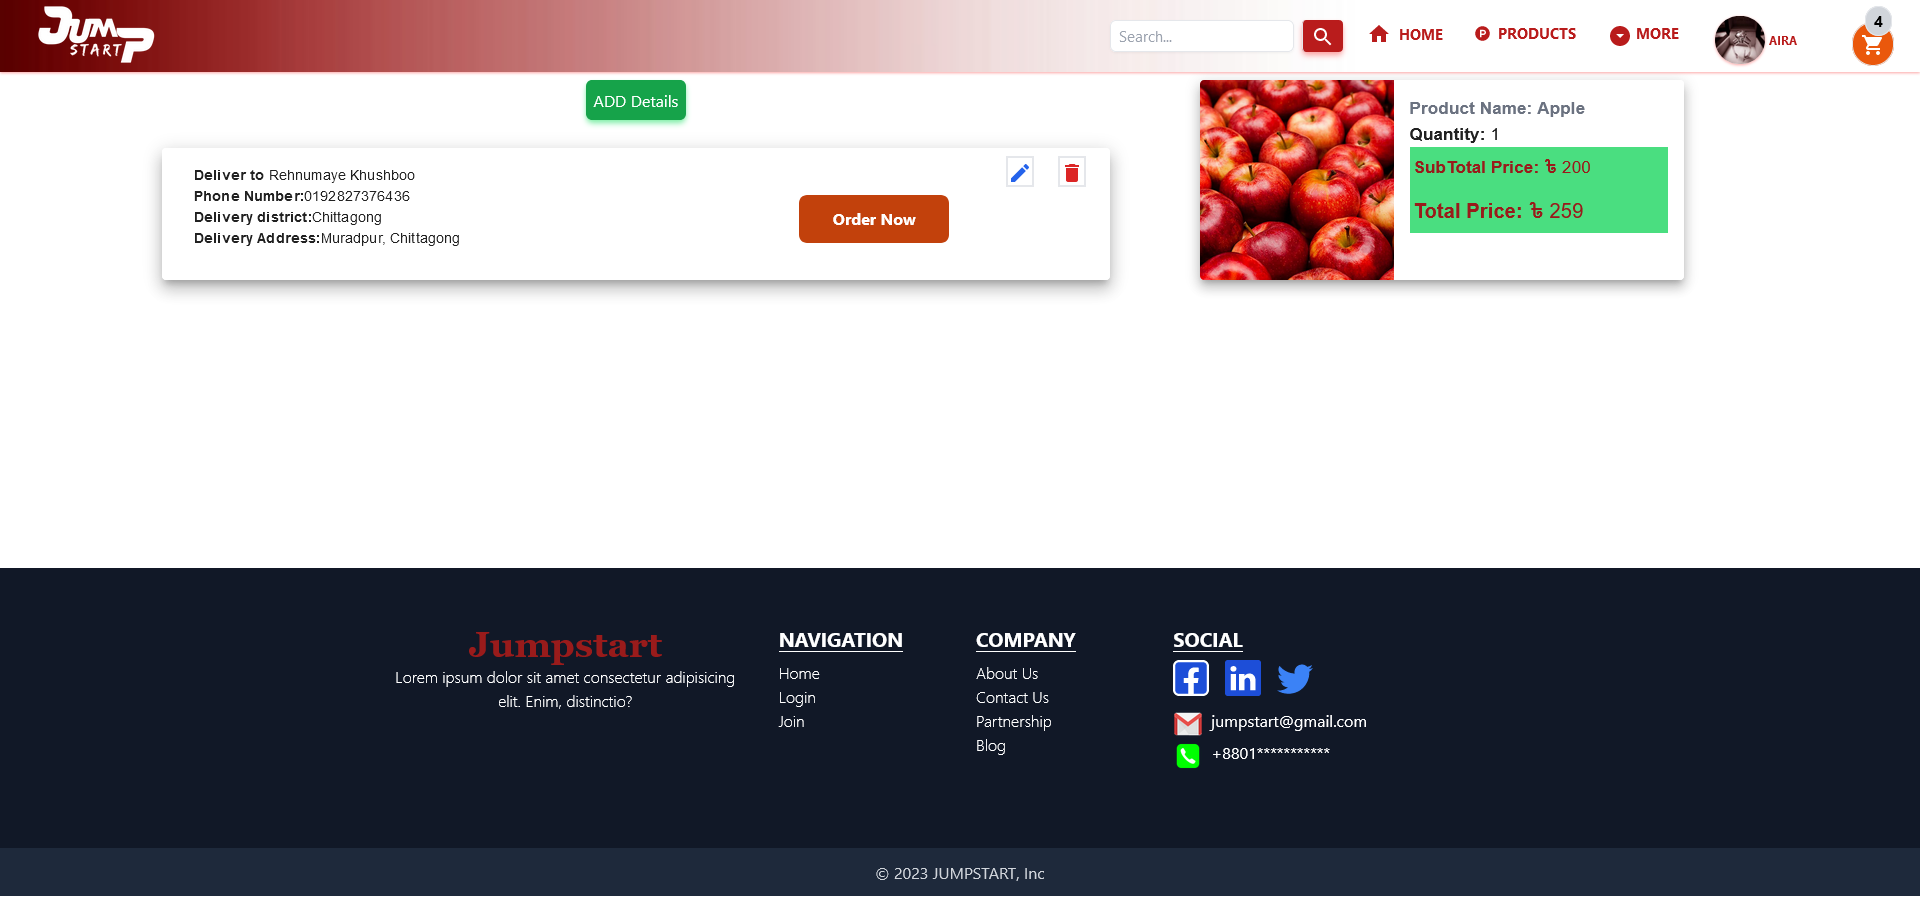 JUMP
START
Search...
HOME
PRODUCTS
MORE
AIRA
4
ADD Details
Deliver to Rehnumaye Khushboo
Phone Number:0192827376436
Delivery district:Chittagong
Delivery Address:Muradpur, Chittagong
Order Now
Product Name: Apple
Quantity: 1
SubTotal Price: ৳ 200
Total Price: ৳ 259
Jumpstart
Lorem ipsum dolor sit amet consectetur adipisicing
elit. Enim, distinctio?
NAVIGATION
Home
Login
Join
COMPANY
About Us
Contact Us
Partnership
Blog
SOCIAL
jumpstart@gmail.com
+8801***********
© 2023 JUMPSTART, Inc